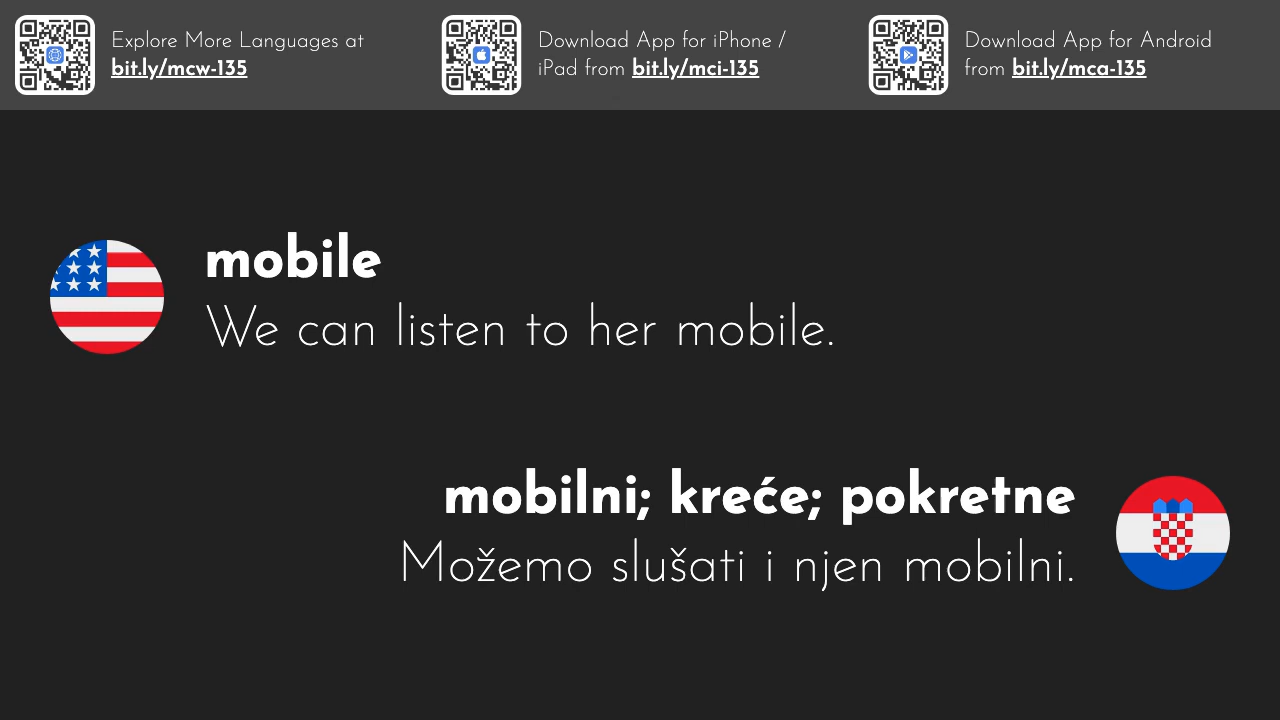 Explore More Languages at
bit.ly/mcw-135
Download App for iPhone /
iPad from bit.ly/mci-135
Download App for Android
from bit.ly/mca-135
mobile
We can listen to her mobile.
mobilni; kreće; pokretne
Možemo slušati i njen mobilni.